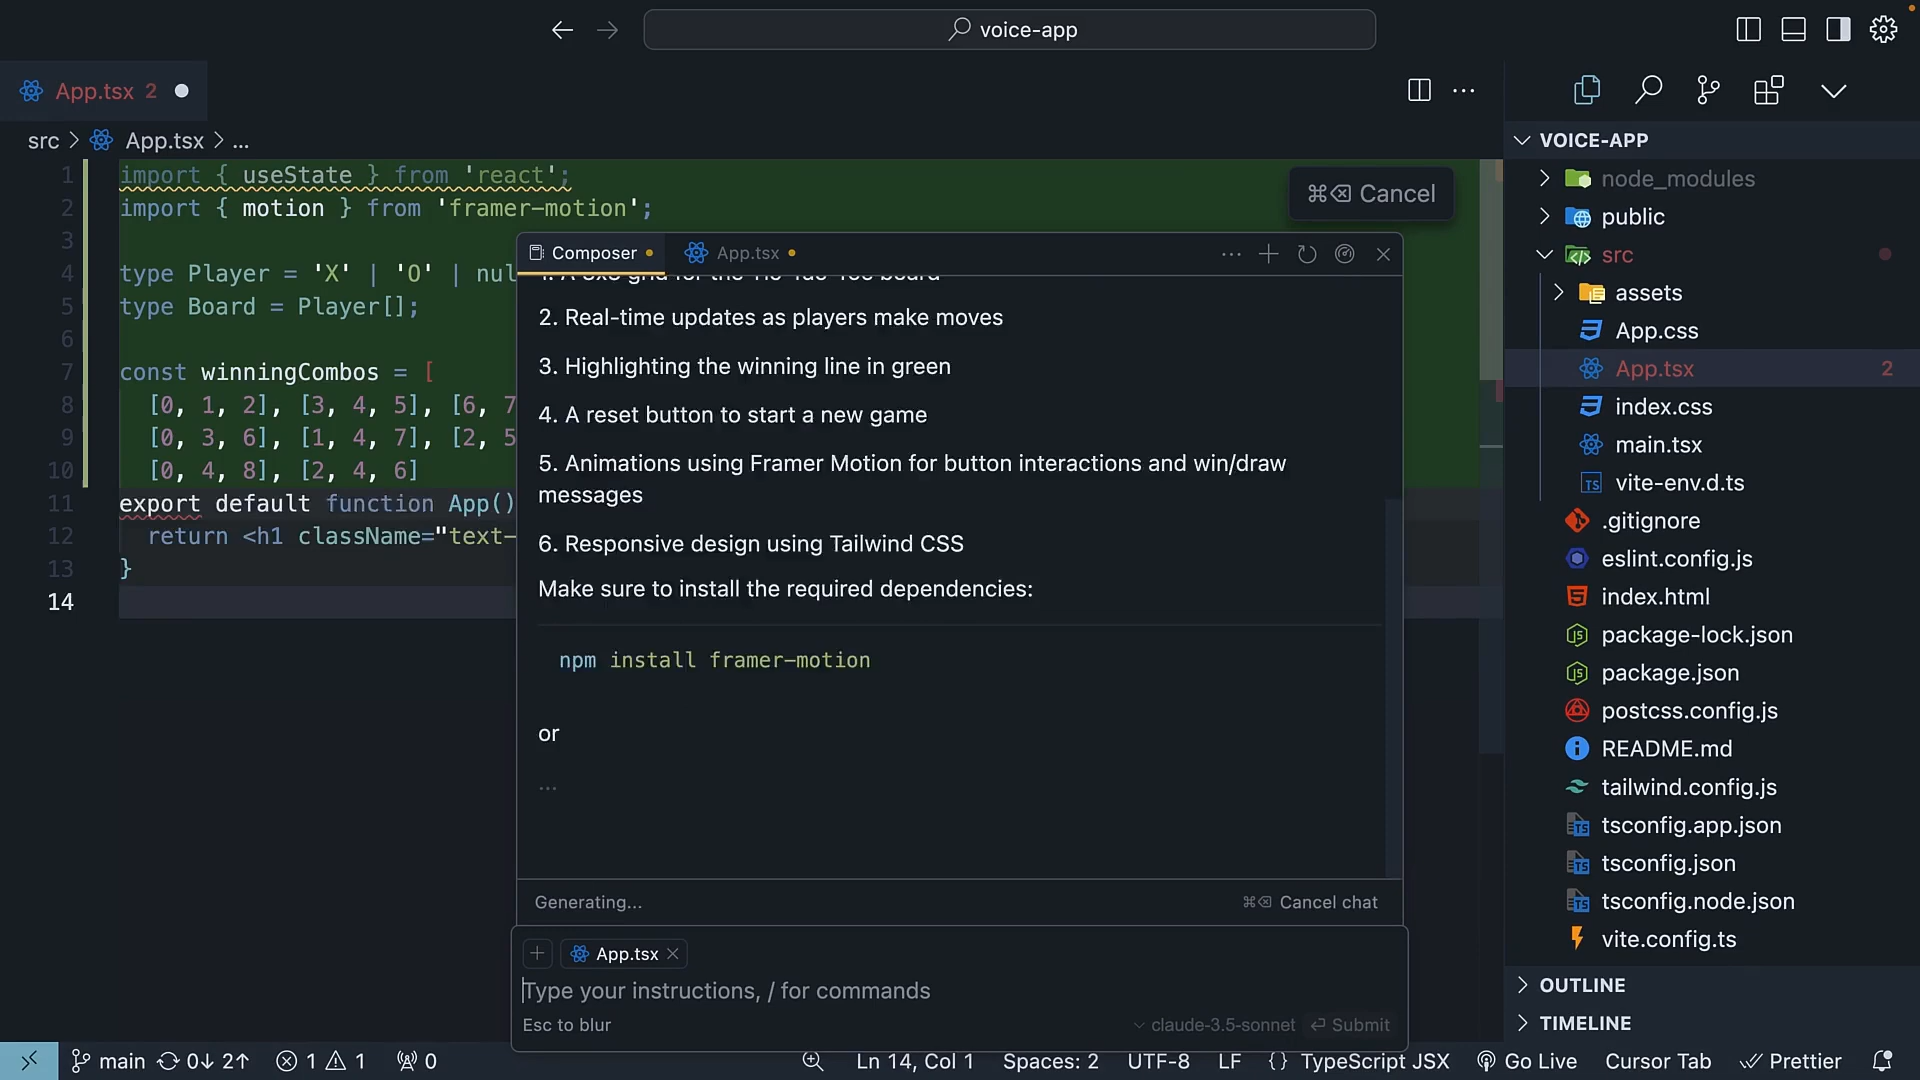 voice-app
App.tsx 2
src > App.tsx > ...
1 import { useState } from 'react';
2 import { motion } from 'framer-motion';
3
4 type Player = 'X' | 'O' | nul
5 type Board = Player[];
6
7 const winningCombos = [
8 [0, 1, 2], [3, 4, 5], [6, 7
9 [0, 3, 6], [1, 4, 7], [2, 5
10 [0, 4, 8], [2, 4, 6]
11 export default function App()
12 return <h1 className="text-
13 }
14
⌘⌫ Cancel
Composer
App.tsx
1. A 3x3 grid for the Tic-Tac-Toe board
2. Real-time updates as players make moves
3. Highlighting the winning line in green
4. A reset button to start a new game
5. Animations using Framer Motion for button interactions and win/draw
messages
6. Responsive design using Tailwind CSS
Make sure to install the required dependencies:
npm install framer-motion
or
...
Generating...
⌘⌫ Cancel chat
App.tsx
Type your instructions, / for commands
Esc to blur
claude-3.5-sonnet
Submit
VOICE-APP
node_modules
public
src
assets
App.css
App.tsx 2
index.css
main.tsx
vite-env.d.ts
.gitignore
eslint.config.js
index.html
package-lock.json
package.json
postcss.config.js
README.md
tailwind.config.js
tsconfig.app.json
tsconfig.json
tsconfig.node.json
vite.config.ts
OUTLINE
TIMELINE
main 0↓ 2↑ 1 1 0
Ln 14, Col 1 Spaces: 2 UTF-8 LF {} TypeScript JSX Go Live Cursor Tab Prettier